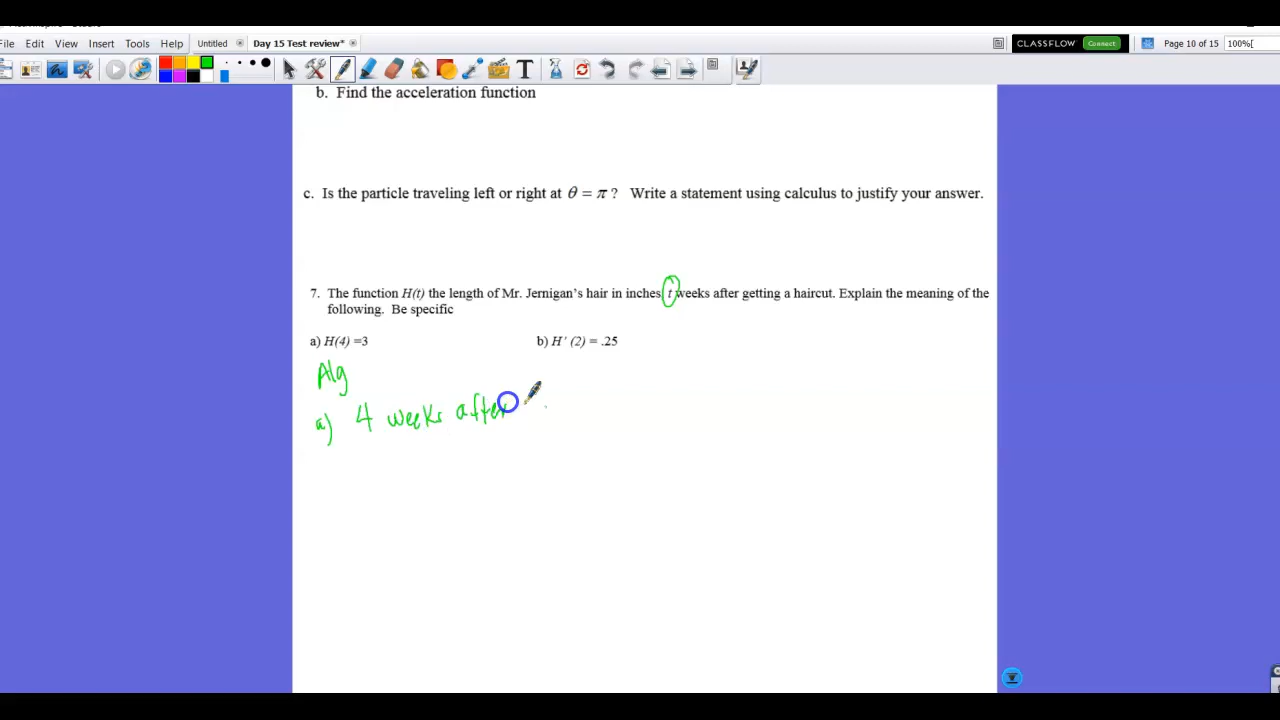 File Edit View Insert Tools Help Untitled Day 15 Test review* CLASSFLOW Connect Page 10 of 15 100%[
b. Find the acceleration function
c. Is the particle traveling left or right at θ = π ? Write a statement using calculus to justify your answer.
7. The function H(t) the length of Mr. Jernigan's hair in inches t weeks after getting a haircut. Explain the meaning of the
following. Be specific
a) H(4) =3 b) H' (2) = .25
Alg
a) 4 weeks after